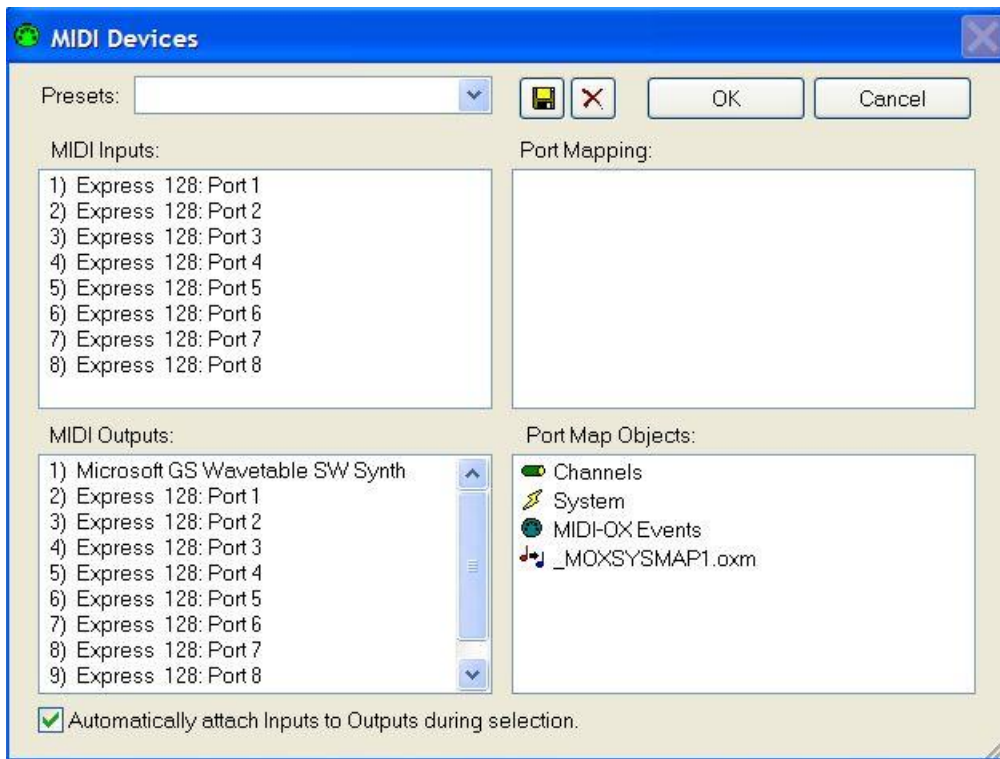 MIDI Devices
Presets:
OK
Cancel
MIDI Inputs:
1) Express 128: Port 1
2) Express 128: Port 2
3) Express 128: Port 3
4) Express 128: Port 4
5) Express 128: Port 5
6) Express 128: Port 6
7) Express 128: Port 7
8) Express 128: Port 8
Port Mapping:
MIDI Outputs:
1) Microsoft GS Wavetable SW Synth
2) Express 128: Port 1
3) Express 128: Port 2
4) Express 128: Port 3
5) Express 128: Port 4
6) Express 128: Port 5
7) Express 128: Port 6
8) Express 128: Port 7
9) Express 128: Port 8
Port Map Objects:
Channels
System
MIDI-OX Events
_MOXSYSMAP1.oxm
Automatically attach Inputs to Outputs during selection.